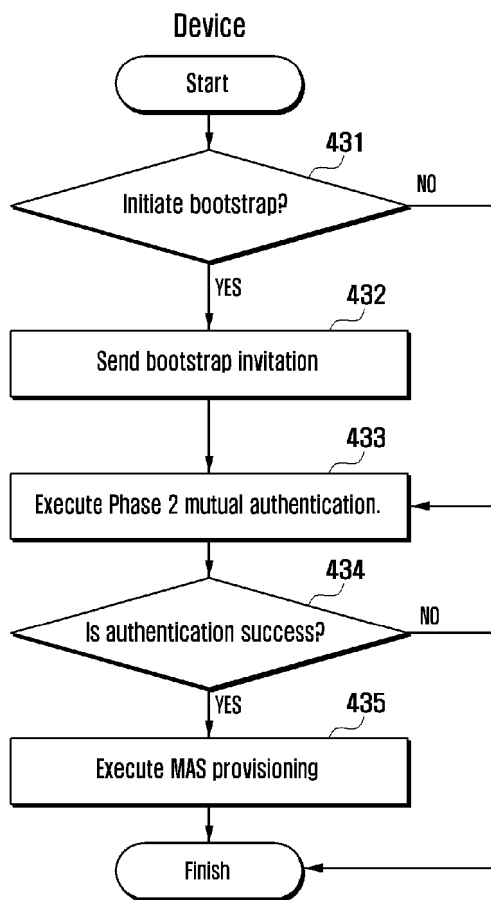 Device
Start
431
Initiate bootstrap?
NO
YES
432
Send bootstrap invitation
433
Execute Phase 2 mutual authentication.
434
Is authentication success?
NO
YES
435
Execute MAS provisioning
Finish